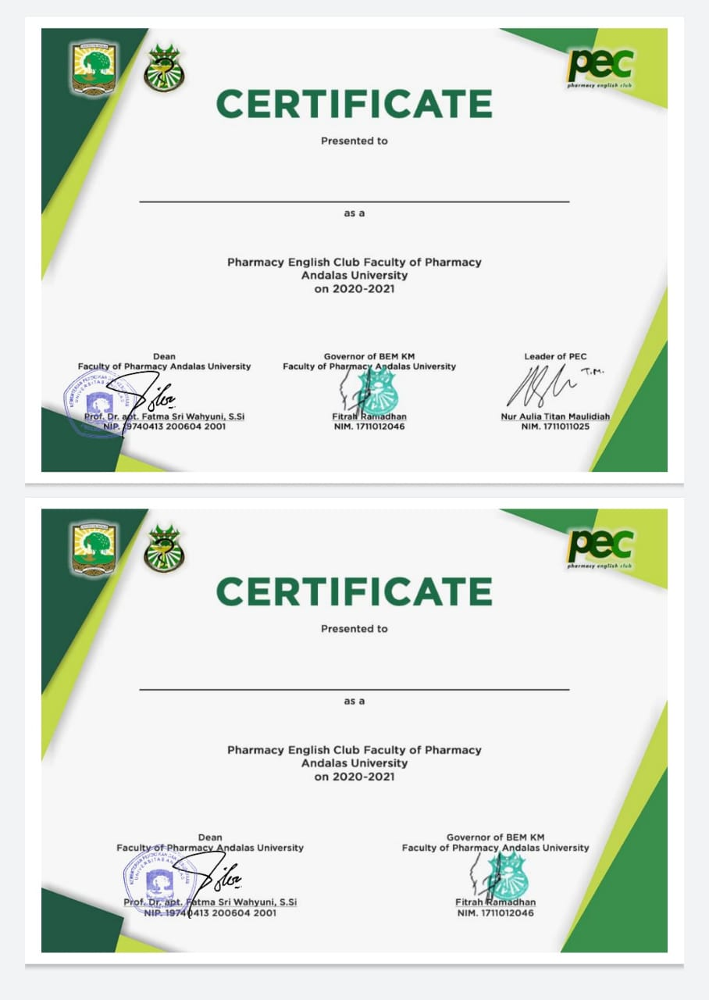 pec
pharmacy english club
CERTIFICATE
Presented to
as a
Pharmacy English Club Faculty of Pharmacy
Andalas University
on 2020-2021
Dean
Faculty of Pharmacy Andalas University
Prof. Dr. apt. Fatma Sri Wahyuni, S.Si
NIP. 19740413 200604 2001
Governor of BEM KM
Faculty of Pharmacy Andalas University
Fitrah Ramadhan
NIM. 1711012046
Leader of PEC
T.M.
Nur Aulia Titan Maulidiah
NIM. 1711011025
pec
pharmacy english club
CERTIFICATE
Presented to
as a
Pharmacy English Club Faculty of Pharmacy
Andalas University
on 2020-2021
Dean
Faculty of Pharmacy Andalas University
Prof. Dr. apt. Fatma Sri Wahyuni, S.Si
NIP. 19740413 200604 2001
Governor of BEM KM
Faculty of Pharmacy Andalas University
Fitrah Ramadhan
NIM. 1711012046